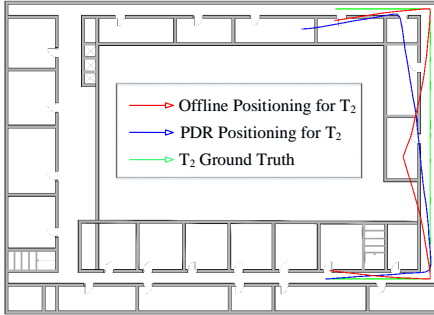 Offline Positioning for T₂
PDR Positioning for T₂
T₂ Ground Truth